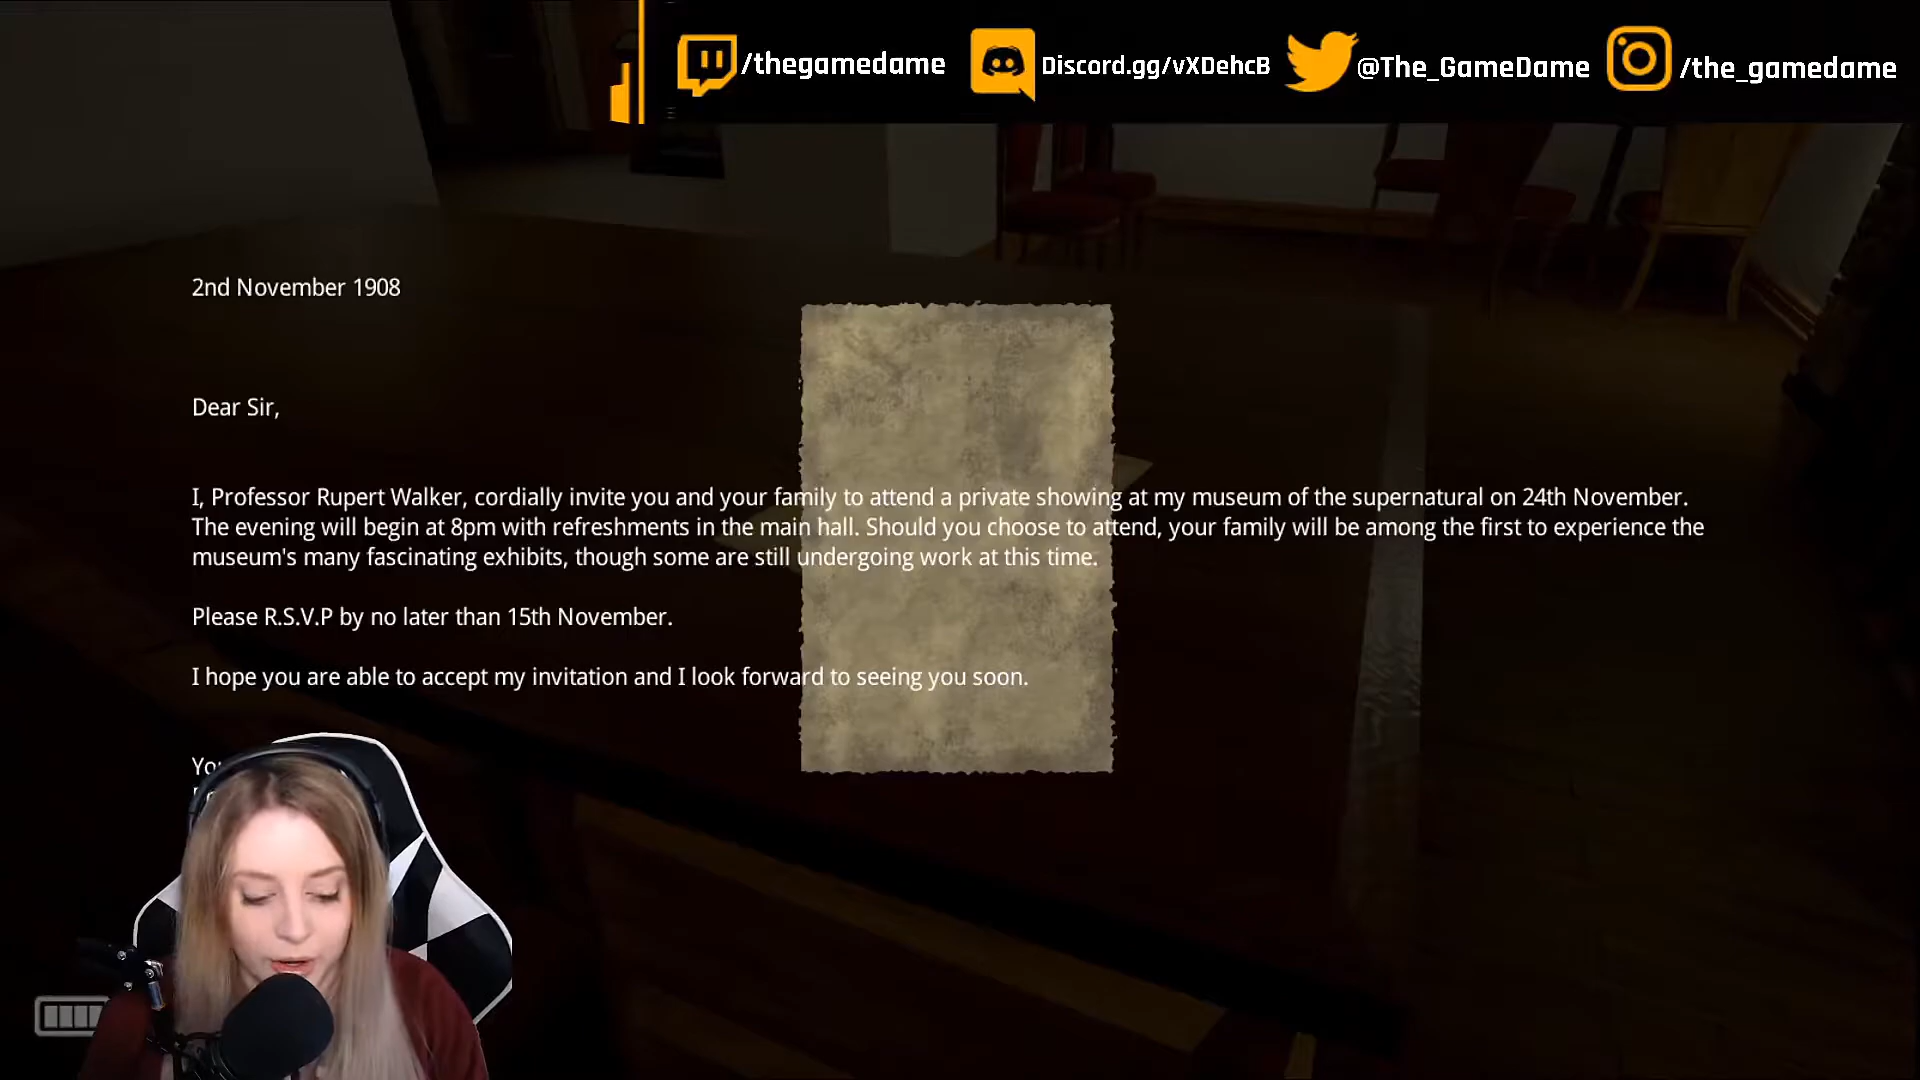 /thegamedame
Discord.gg/vXDehcB
@The_GameDame
/the_gamedame
2nd November 1908
Dear Sir,
I, Professor Rupert Walker, cordially invite you and your family to attend a private showing at my museum of the supernatural on 24th November.
The evening will begin at 8pm with refreshments in the main hall. Should you choose to attend, your family will be among the first to experience the
museum's many fascinating exhibits, though some are still undergoing work at this time.
Please R.S.V.P by no later than 15th November.
I hope you are able to accept my invitation and I look forward to seeing you soon.